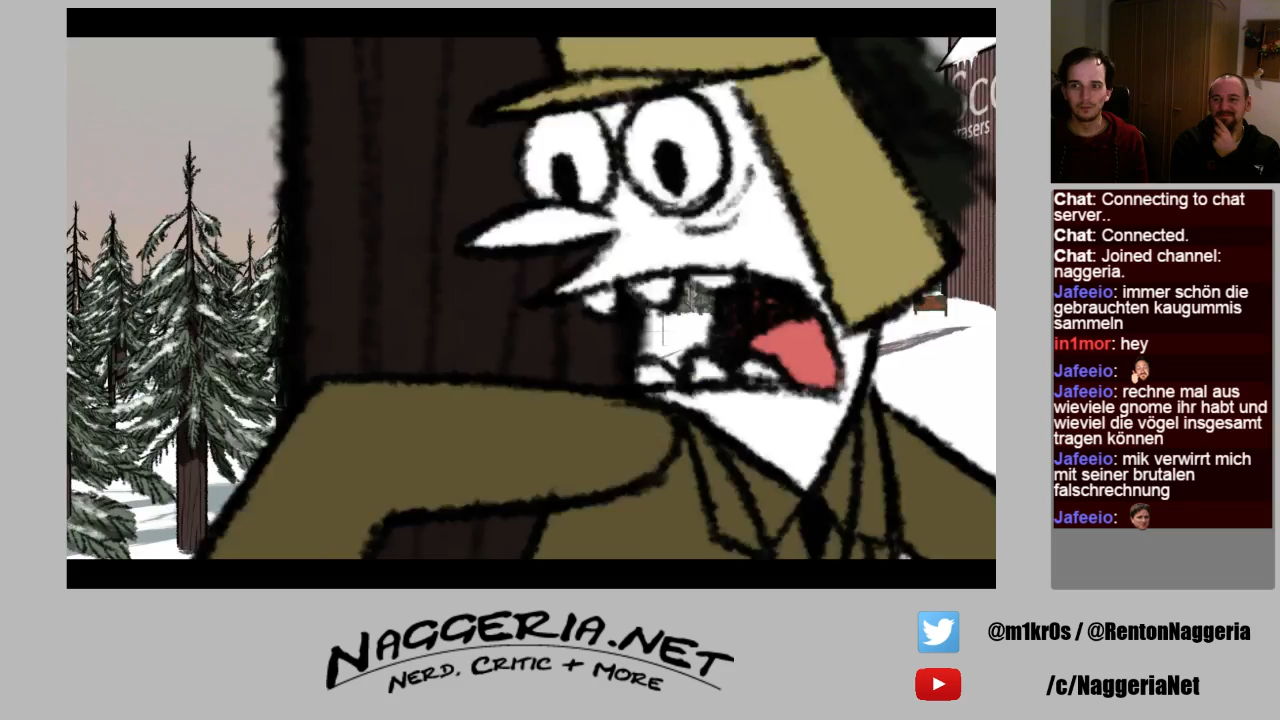 Sco
rasers
Chat: Connecting to chat
server..
Chat: Connected.
Chat: Joined channel:
naggeria.
Jafeeio: immer schön die
gebrauchten kaugummis
sammeln
in1mor: hey
Jafeeio:
Jafeeio: rechne mal aus
wieviele gnome ihr habt und
wieviel die vögel insgesamt
tragen können
Jafeeio: mik verwirrt mich
mit seiner brutalen
falschrechnung
Jafeeio:
NAGGERIA.NET
NERD, CRITIC + MORE
@m1kr0s / @RentonNaggeria
/c/NaggeriaNet